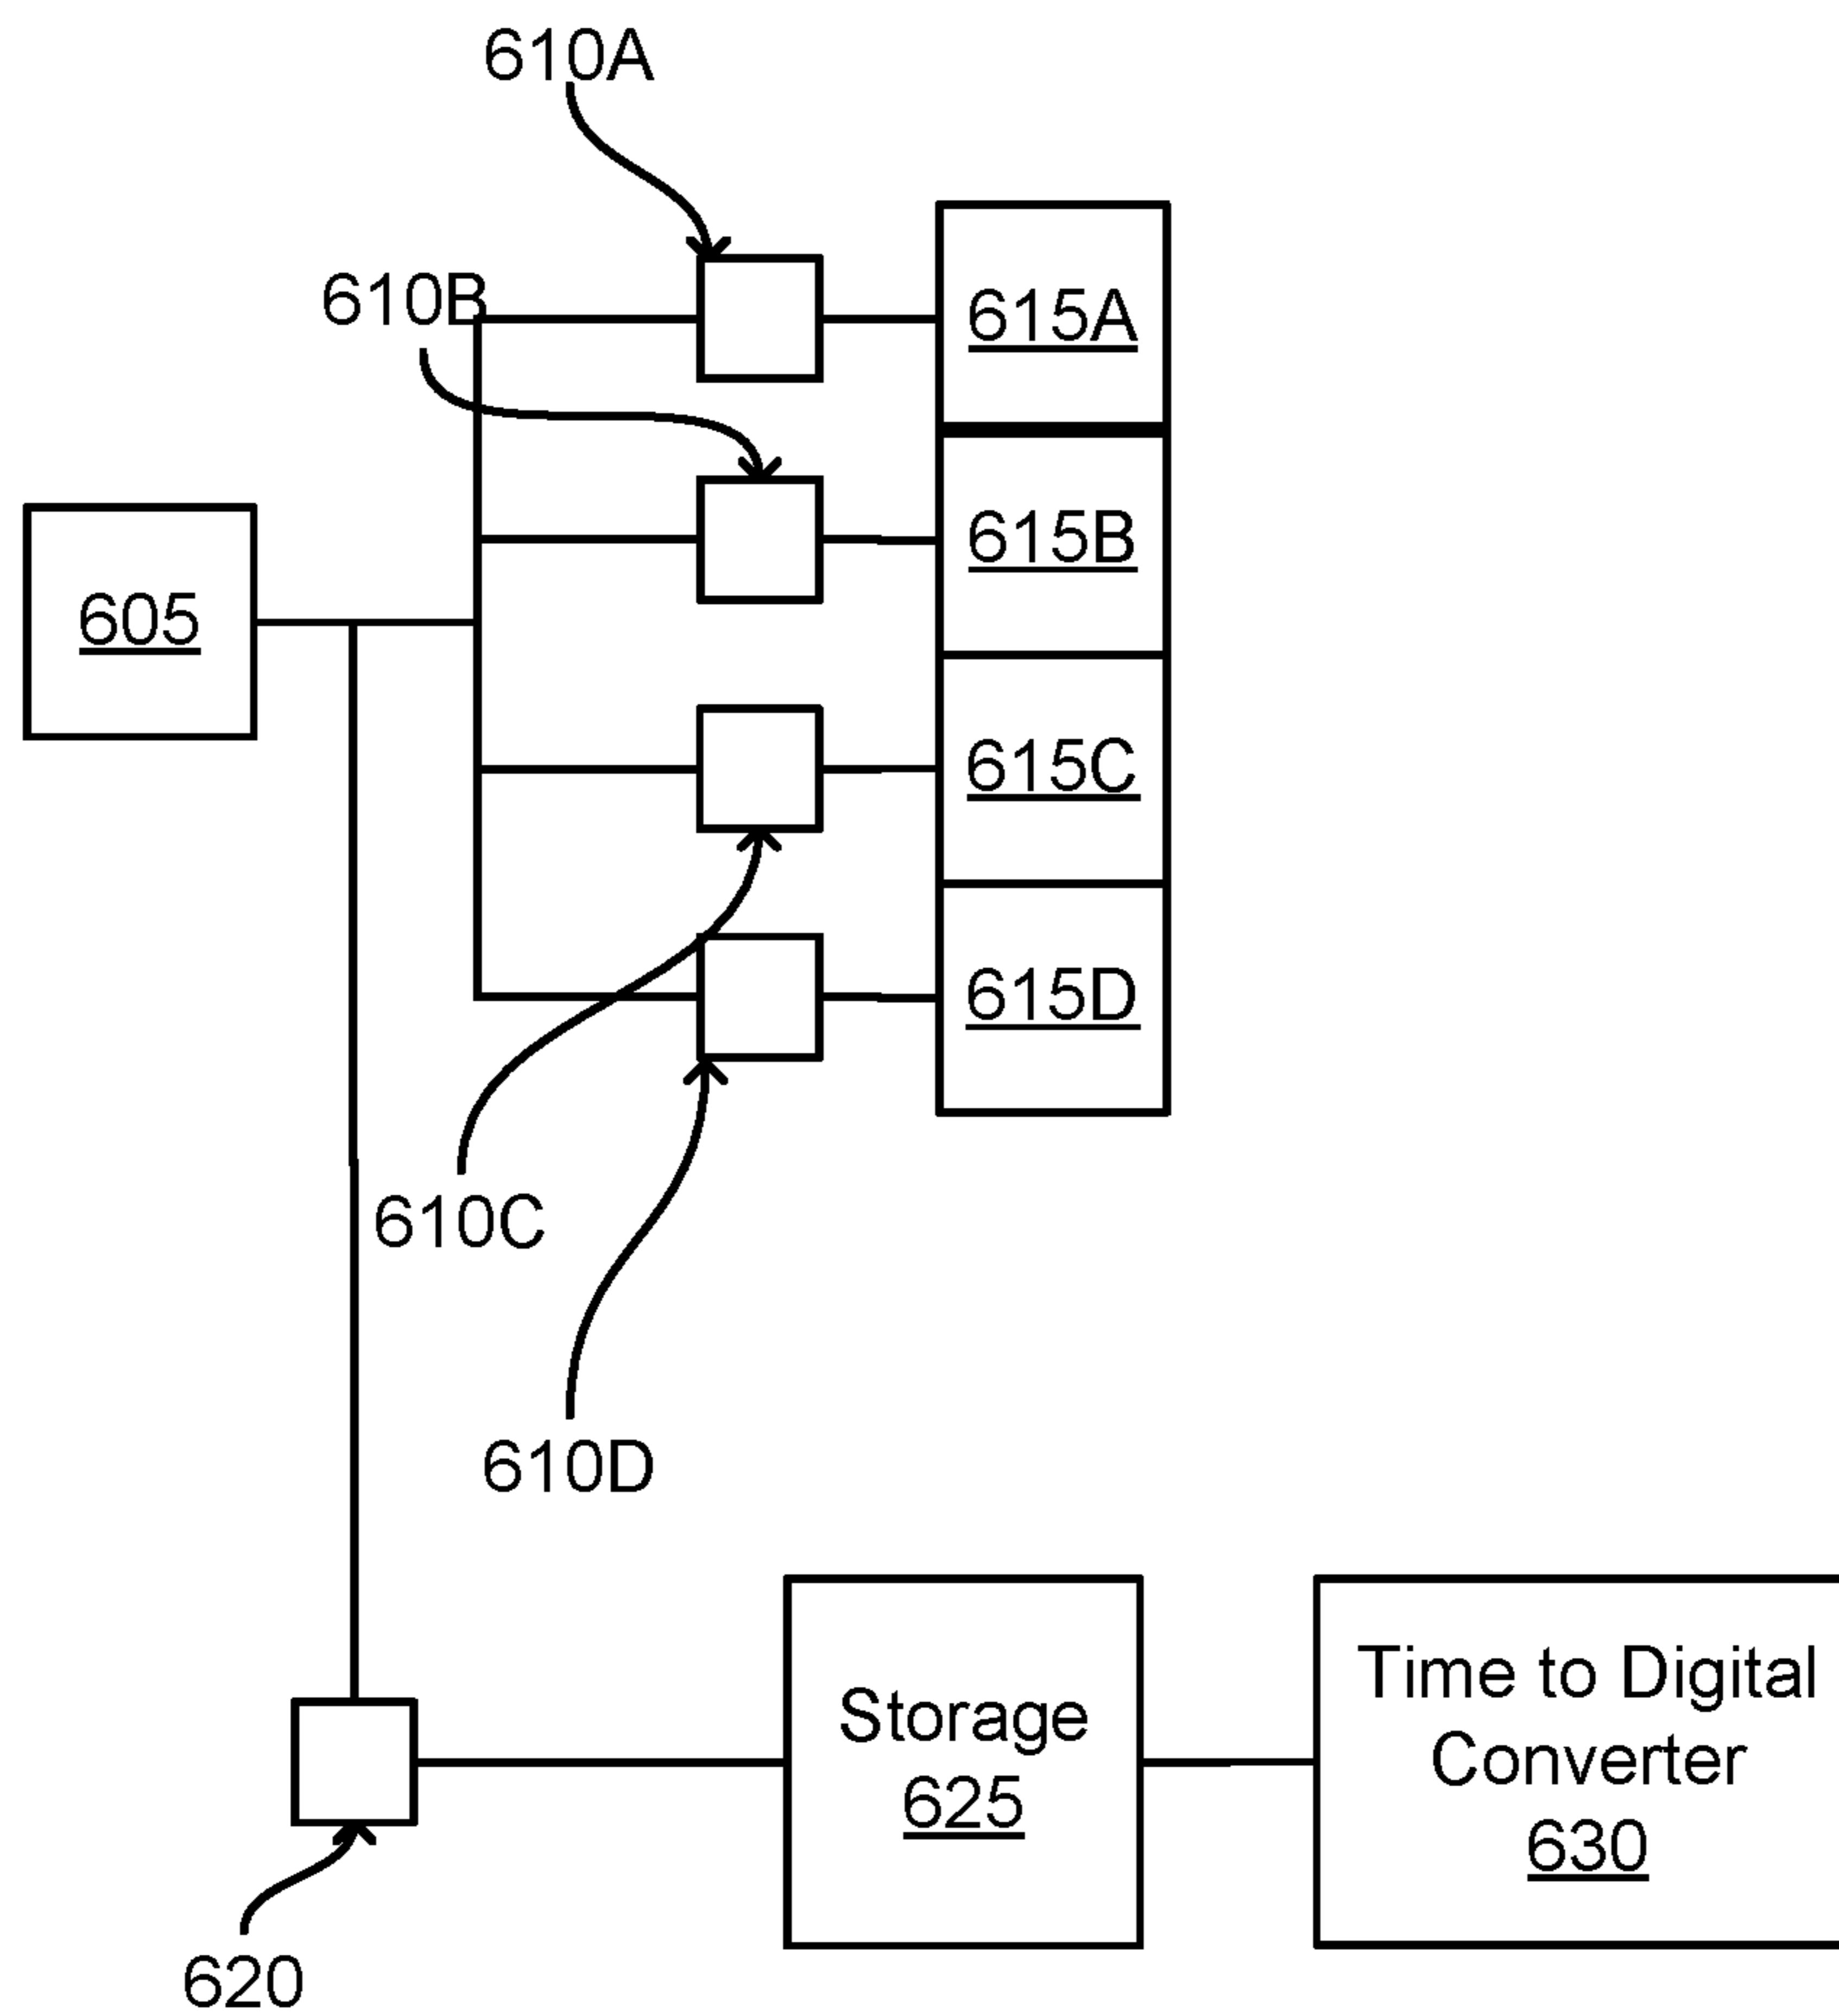 610A
610B
615A
615B
605
615C
615D
610C
610D
Time to Digital
Storage
Converter
625
630
620